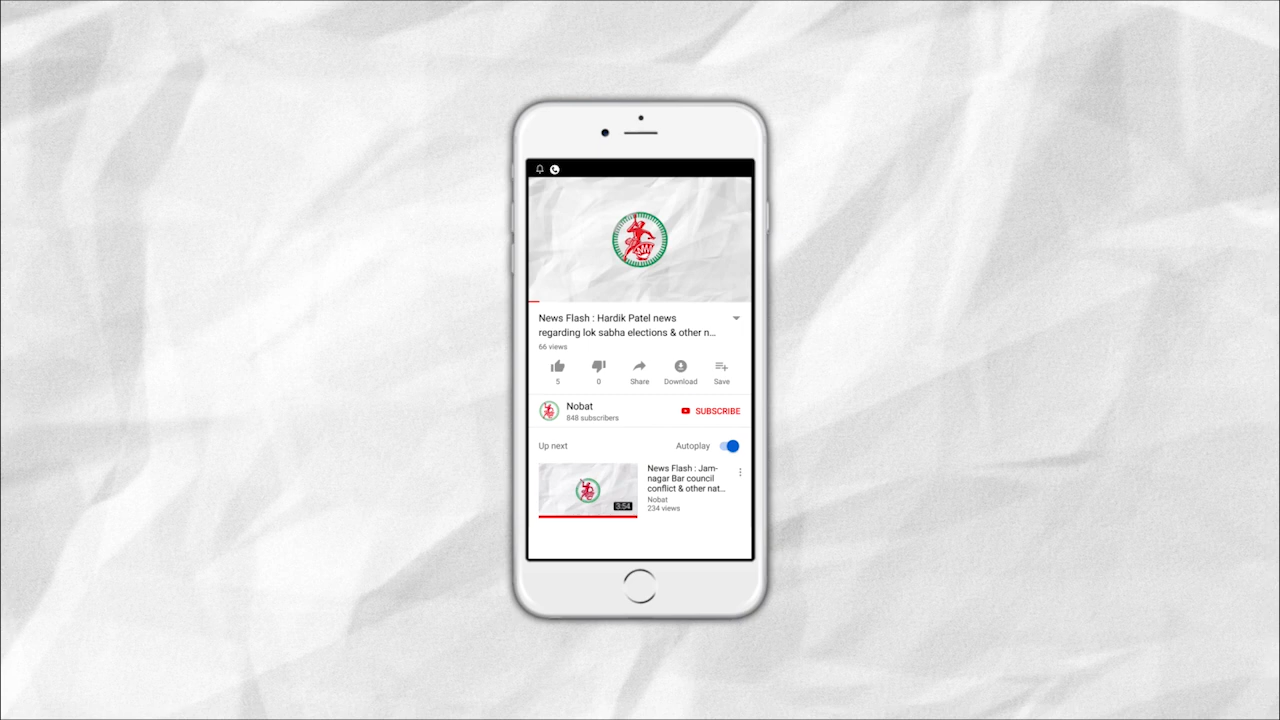 News Flash : Hardik Patel news
regarding lok sabha elections & other n...
66 views
5
0
Share
Download
Save
Nobat
848 subscribers
SUBSCRIBE
Up next
Autoplay
3:54
News Flash : Jam-
nagar Bar council
conflict & other nat...
Nobat
234 views